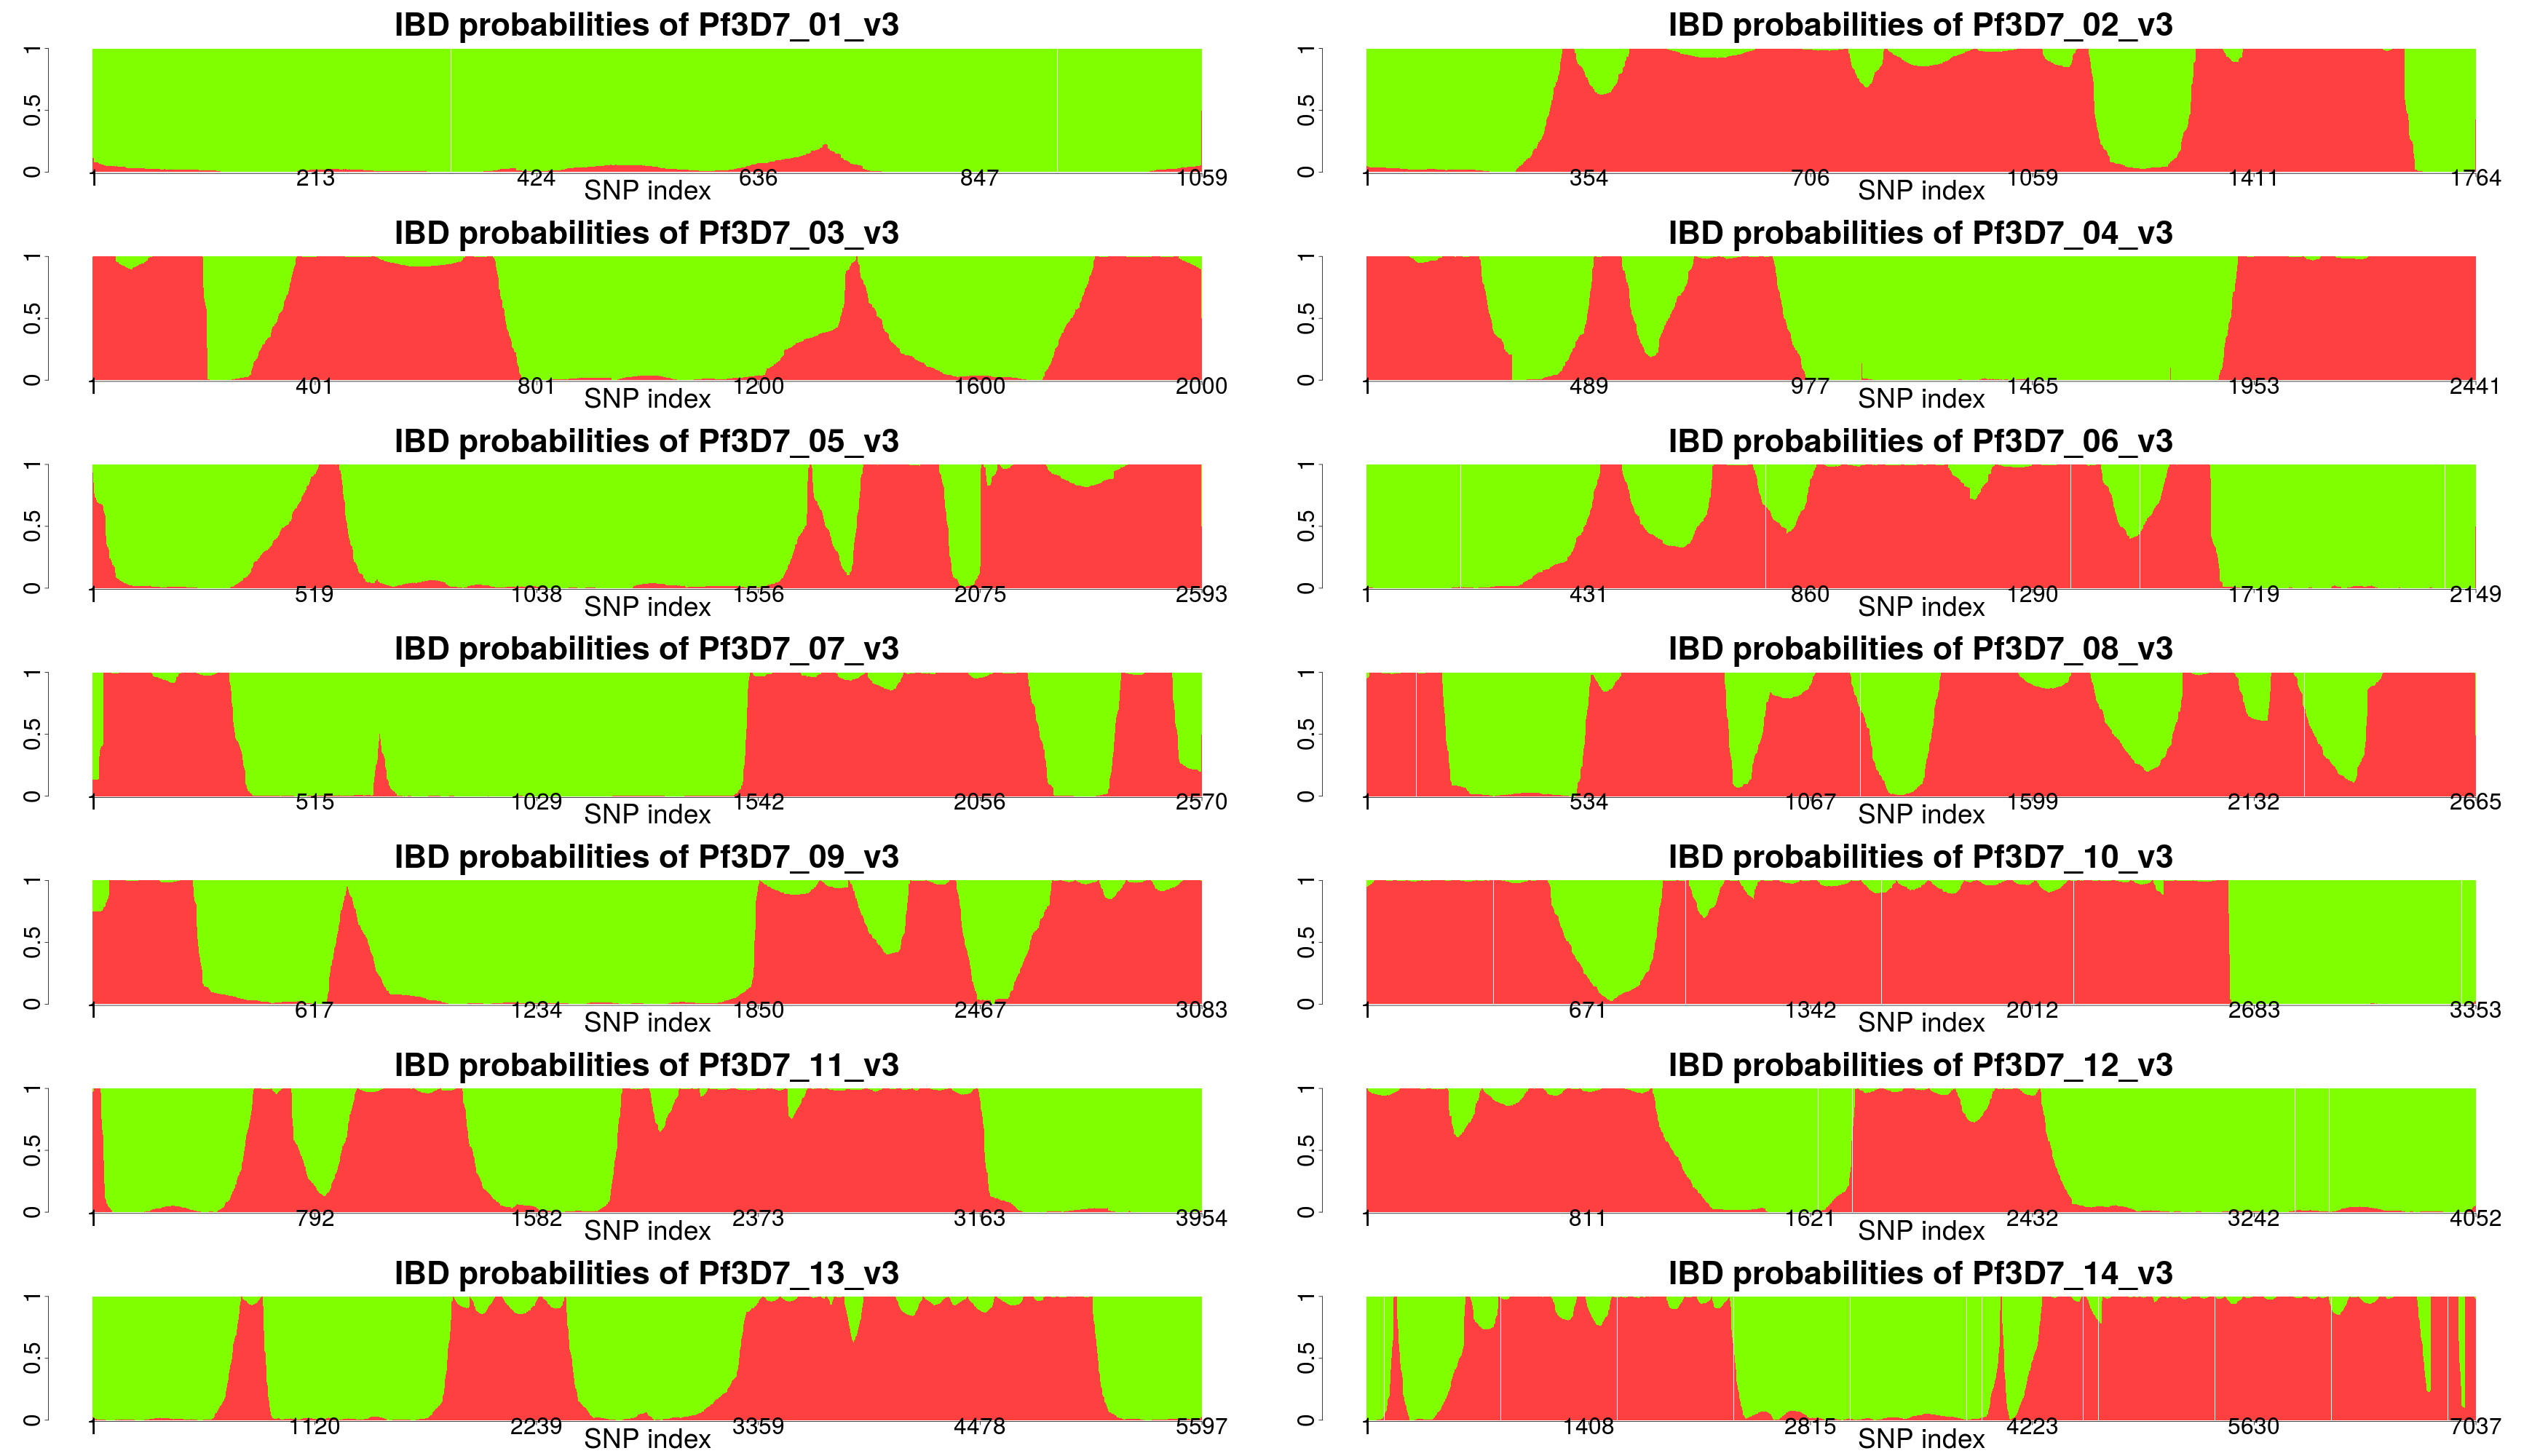 IBD probabilities of Pf3D7_01_v3
0 0.5 1
1 213 424 636 847 1059
SNP index
IBD probabilities of Pf3D7_02_v3
0 0.5 1
1 354 706 1059 1411 1764
SNP index
IBD probabilities of Pf3D7_03_v3
0 0.5 1
1 401 801 1200 1600 2000
SNP index
IBD probabilities of Pf3D7_04_v3
0 0.5 1
1 489 977 1465 1953 2441
SNP index
IBD probabilities of Pf3D7_05_v3
0 0.5 1
1 519 1038 1556 2075 2593
SNP index
IBD probabilities of Pf3D7_06_v3
0 0.5 1
1 431 860 1290 1719 2149
SNP index
IBD probabilities of Pf3D7_07_v3
0 0.5 1
1 515 1029 1542 2056 2570
SNP index
IBD probabilities of Pf3D7_08_v3
0 0.5 1
1 534 1067 1599 2132 2665
SNP index
IBD probabilities of Pf3D7_09_v3
0 0.5 1
1 617 1234 1850 2467 3083
SNP index
IBD probabilities of Pf3D7_10_v3
0 0.5 1
1 671 1342 2012 2683 3353
SNP index
IBD probabilities of Pf3D7_11_v3
0 0.5 1
1 792 1582 2373 3163 3954
SNP index
IBD probabilities of Pf3D7_12_v3
0 0.5 1
1 811 1621 2432 3242 4052
SNP index
IBD probabilities of Pf3D7_13_v3
0 0.5 1
1 1120 2239 3359 4478 5597
SNP index
IBD probabilities of Pf3D7_14_v3
0 0.5 1
1 1408 2815 4223 5630 7037
SNP index